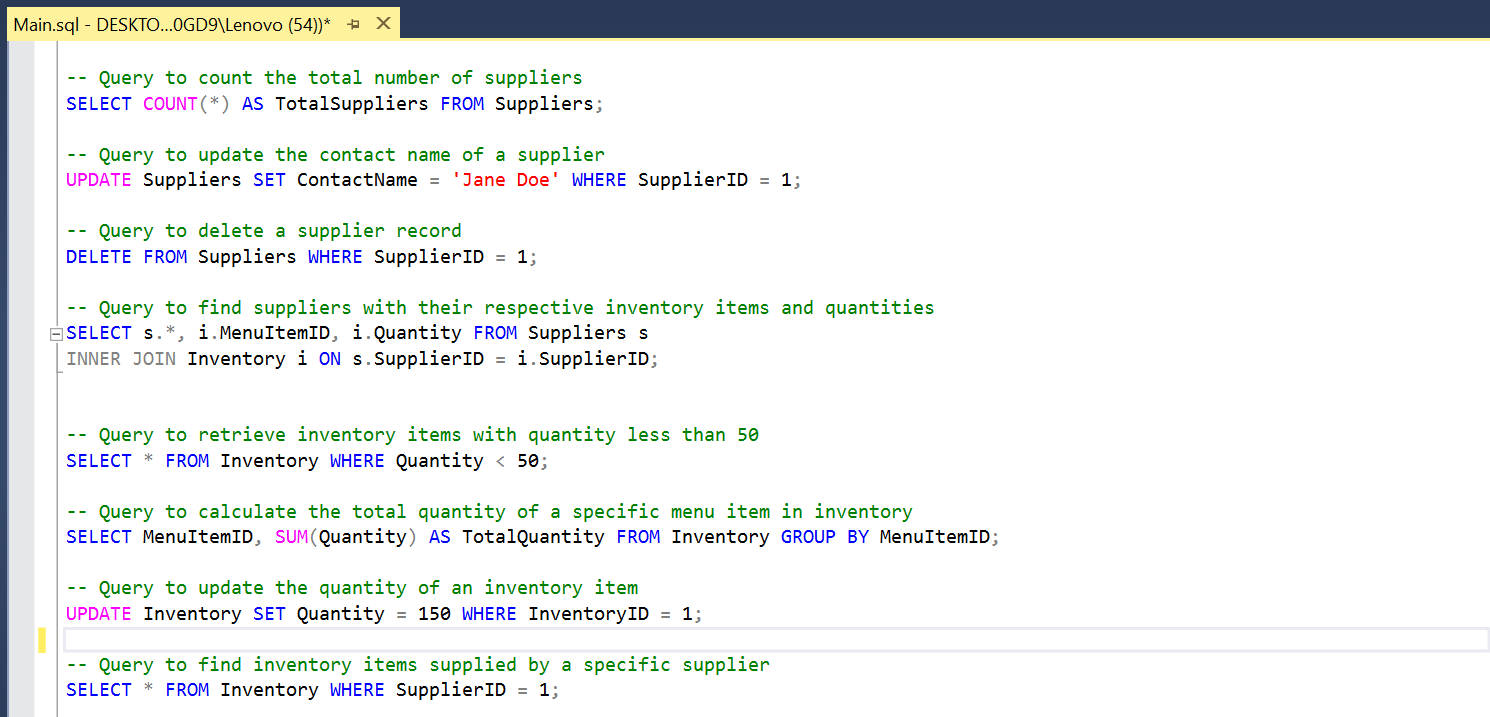 Main.sql - DESKTO...0GD9\Lenovo (54))*
-- Query to count the total number of suppliers
SELECT COUNT(*) AS TotalSuppliers FROM Suppliers;
-- Query to update the contact name of a supplier
UPDATE Suppliers SET ContactName = 'Jane Doe' WHERE SupplierID = 1;
-- Query to delete a supplier record
DELETE FROM Suppliers WHERE SupplierID = 1;
-- Query to find suppliers with their respective inventory items and quantities
SELECT s.*, i.MenuItemID, i.Quantity FROM Suppliers s
INNER JOIN Inventory i ON s.SupplierID = i.SupplierID;
-- Query to retrieve inventory items with quantity less than 50
SELECT * FROM Inventory WHERE Quantity < 50;
-- Query to calculate the total quantity of a specific menu item in inventory
SELECT MenuItemID, SUM(Quantity) AS TotalQuantity FROM Inventory GROUP BY MenuItemID;
-- Query to update the quantity of an inventory item
UPDATE Inventory SET Quantity = 150 WHERE InventoryID = 1;
-- Query to find inventory items supplied by a specific supplier
SELECT * FROM Inventory WHERE SupplierID = 1;